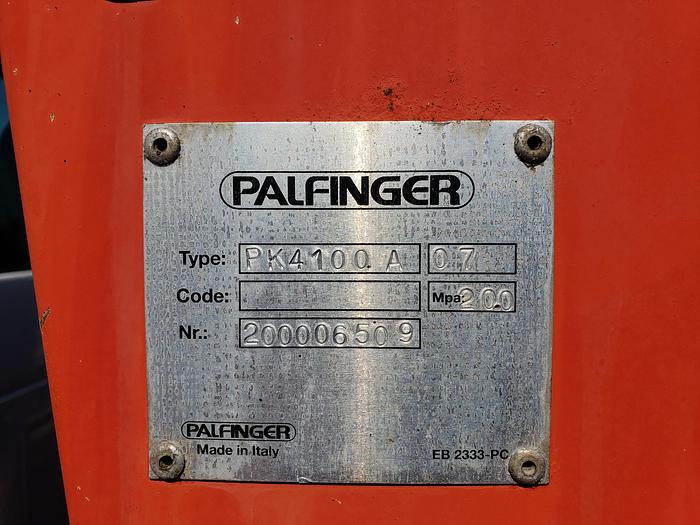 PALFINGER
Type: PK4100 A 07
Code: Mpa: 200
Nr.: 200006509
PALFINGER
Made in Italy EB 2333-PC